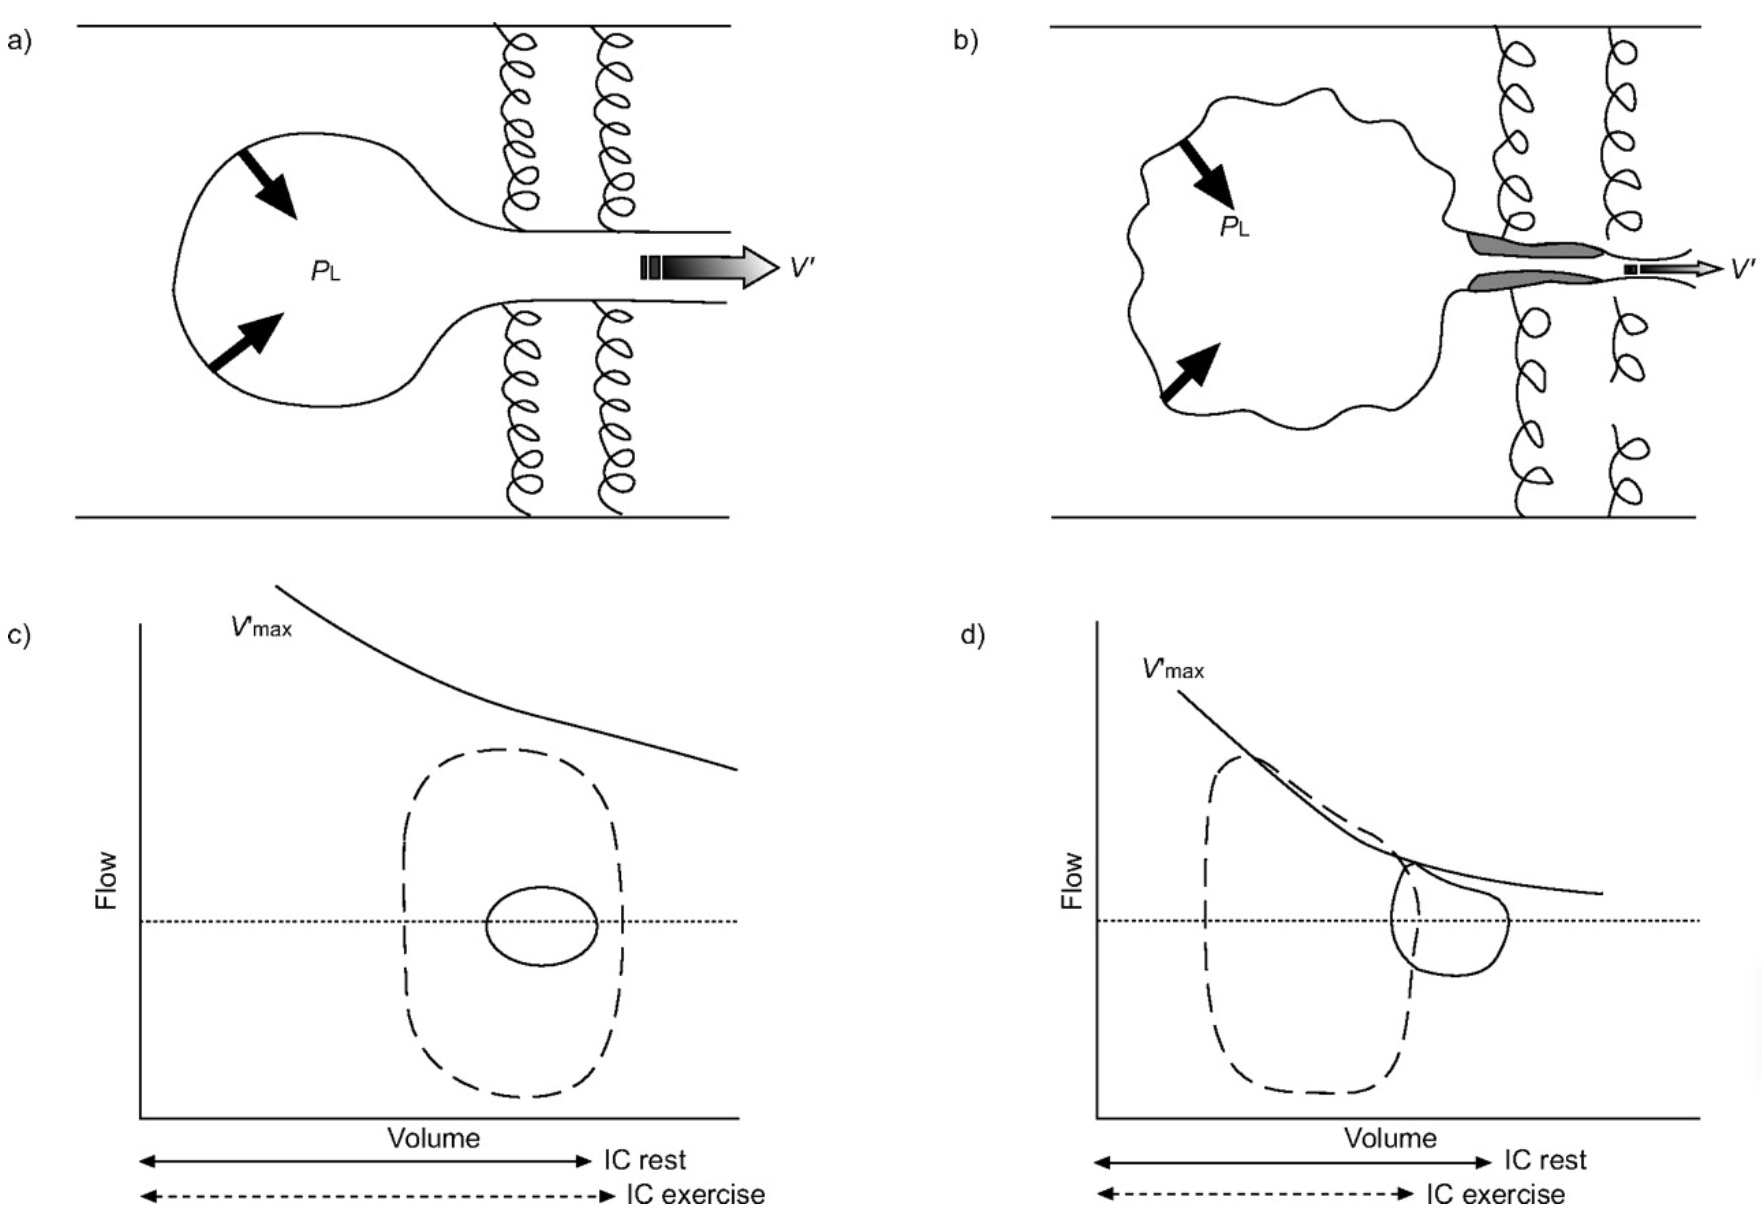 a)
PL
V'
b)
PL
V'
c)
V'max
Flow
Volume
IC rest
IC exercise
d)
V'max
Flow
Volume
IC rest
IC exercise